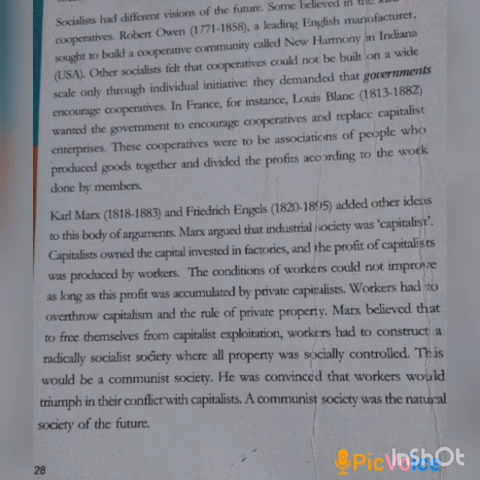 Socialists had different visions of the future. Some believed in the
cooperatives. Robert Owen (1771-1858), a leading English manufacturer,
sought to build a cooperative community called New Harmony in Indiana
(USA). Other socialists felt that cooperatives could not be built on a wide
scale only through individual initiative: they demanded that governments
encourage cooperatives. In France, for instance, Louis Blanc (1813-1882)
wanted the government to encourage cooperatives and replace capitalist
enterprises. These cooperatives were to be associations of people who
produced goods together and divided the profits according to the work
done by members.
Karl Marx (1818-1883) and Friedrich Engels (1820-1895) added other ideas
to this body of arguments. Marx argued that industrial society was 'capitalist'.
Capitalists owned the capital invested in factories, and the profit of capitalists
was produced by workers. The conditions of workers could not improve
as long as this profit was accumulated by private capitalists. Workers had to
overthrow capitalism and the rule of private property. Marx believed that
to free themselves from capitalist exploitation, workers had to construct a
radically socialist society where all property was socially controlled. This
would be a communist society. He was convinced that workers would
triumph in their conflict with capitalists. A communist society was the natural
society of the future.
28
PicVoice
InShOt